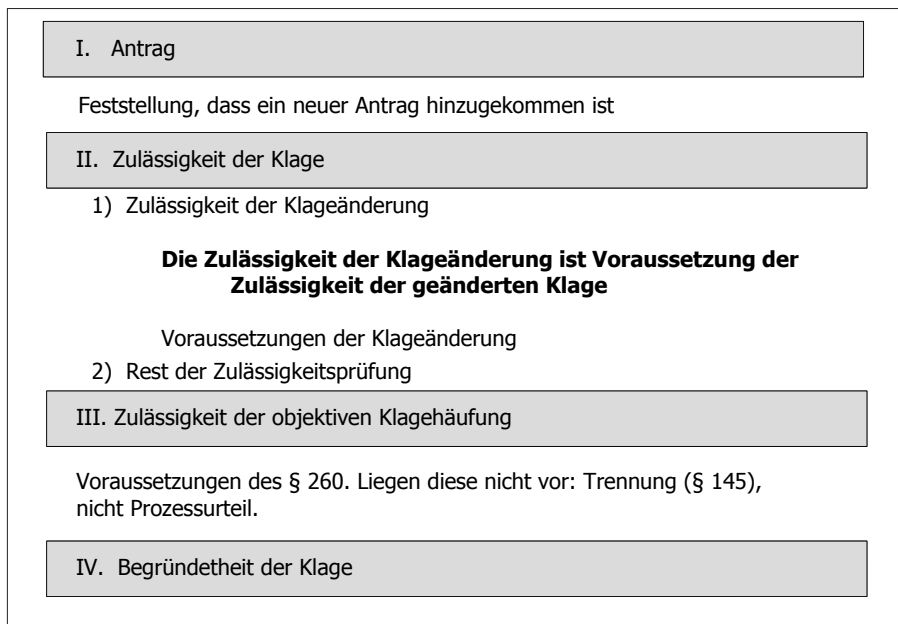 I. Antrag
Feststellung, dass ein neuer Antrag hinzugekommen ist
II. Zulässigkeit der Klage
1) Zulässigkeit der Klageänderung
Die Zulässigkeit der Klageänderung ist Voraussetzung der
Zulässigkeit der geänderten Klage
Voraussetzungen der Klageänderung
2) Rest der Zulässigkeitsprüfung
III. Zulässigkeit der objektiven Klagehäufung
Voraussetzungen des § 260. Liegen diese nicht vor: Trennung (§ 145),
nicht Prozessurteil.
IV. Begründetheit der Klage